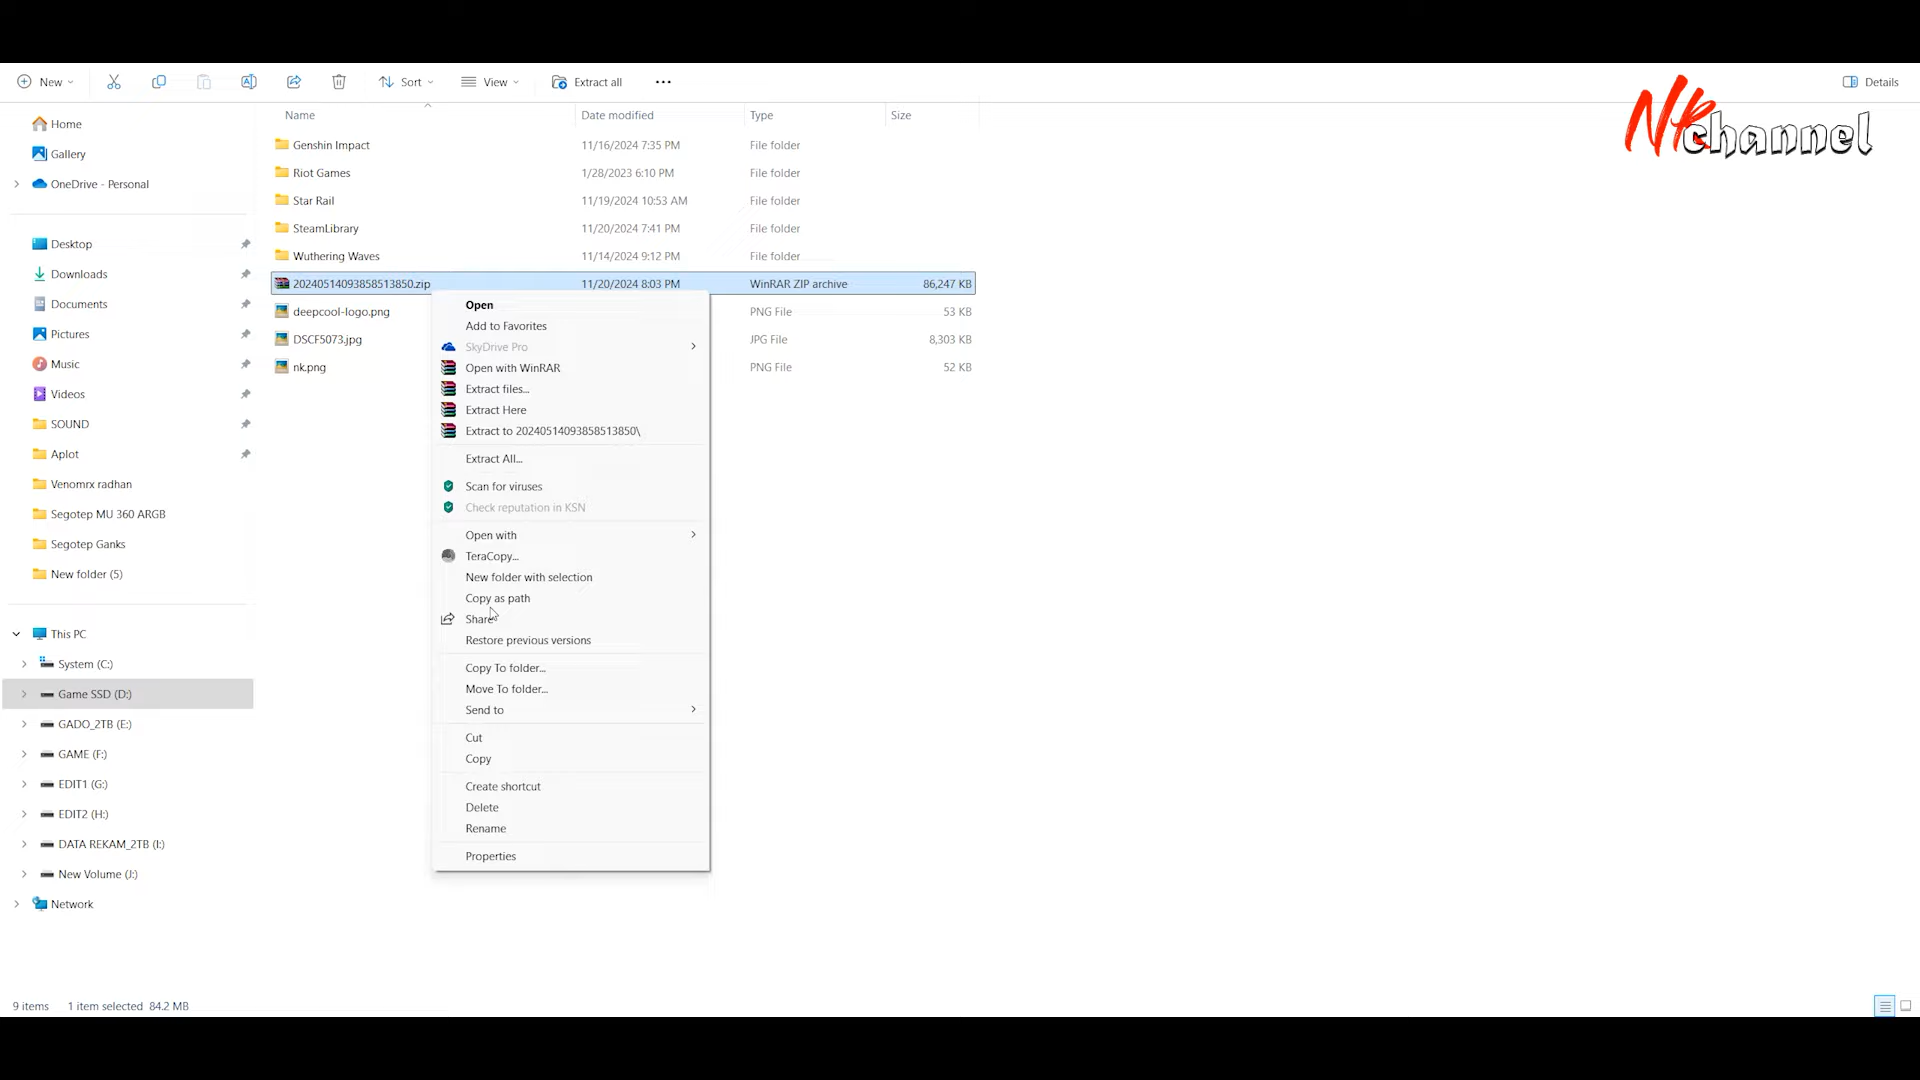 New
Sort
View
Extract all
Details
Nk channel
Name
Date modified
Type
Size
Home
Gallery
OneDrive - Personal
Desktop
Downloads
Documents
Pictures
Music
Videos
SOUND
Aplot
Venomrx radhan
Segotep MU 360 ARGB
Segotep Ganks
New folder (5)
This PC
System (C:)
Game SSD (D:)
GADO_2TB (E:)
GAME (F:)
EDIT1 (G:)
EDIT2 (H:)
DATA REKAM_2TB (I:)
New Volume (J:)
Network
Genshin Impact 11/16/2024 7:35 PM File folder
Riot Games 1/28/2023 6:10 PM File folder
Star Rail 11/19/2024 10:53 AM File folder
SteamLibrary 11/20/2024 7:41 PM File folder
Wuthering Waves 11/14/2024 9:12 PM File folder
20240514093858513850.zip 11/20/2024 8:03 PM WinRAR ZIP archive 86,247 KB
deepcool-logo.png PNG File 53 KB
DSCF5073.jpg JPG File 8,303 KB
nk.png PNG File 52 KB
Open
Add to Favorites
SkyDrive Pro
Open with WinRAR
Extract files...
Extract Here
Extract to 20240514093858513850\
Extract All...
Scan for viruses
Check reputation in KSN
Open with
TeraCopy...
New folder with selection
Copy as path
Share
Restore previous versions
Copy To folder...
Move To folder...
Send to
Cut
Copy
Create shortcut
Delete
Rename
Properties
9 items 1 item selected 84.2 MB